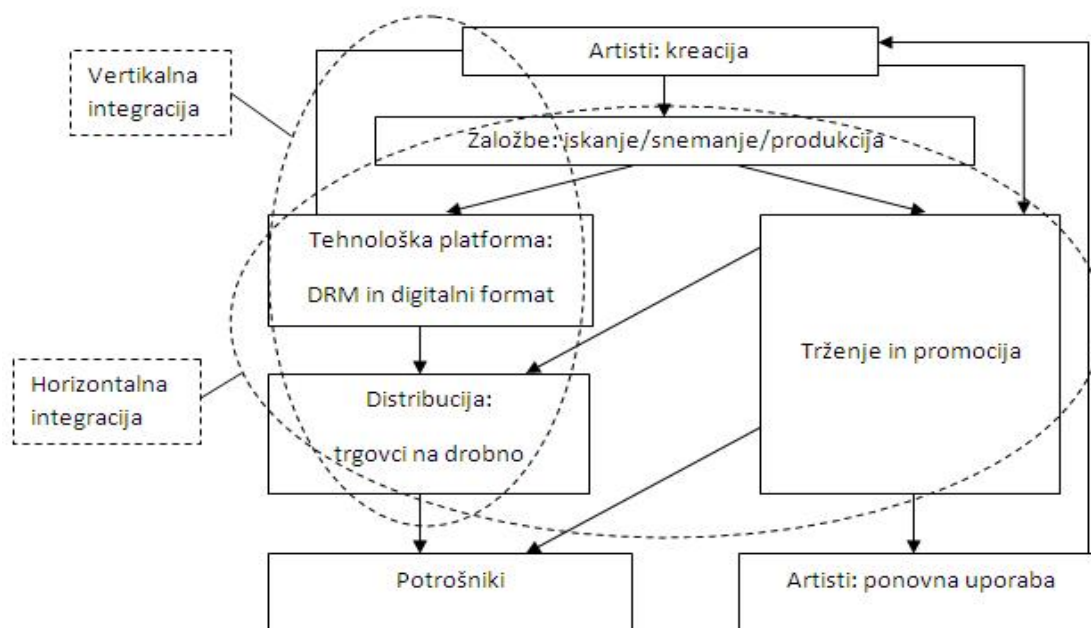 Artisti: kreacija
Vertikalna
integracija
Založbe: iskanje/snemanje/produkcija
Tehnološka platforma:
DRM in digitalni format
Trženje in promocija
Horizontalna
integracija
Distribucija:
trgovci na drobno
Potrošniki
Artisti: ponovna uporaba